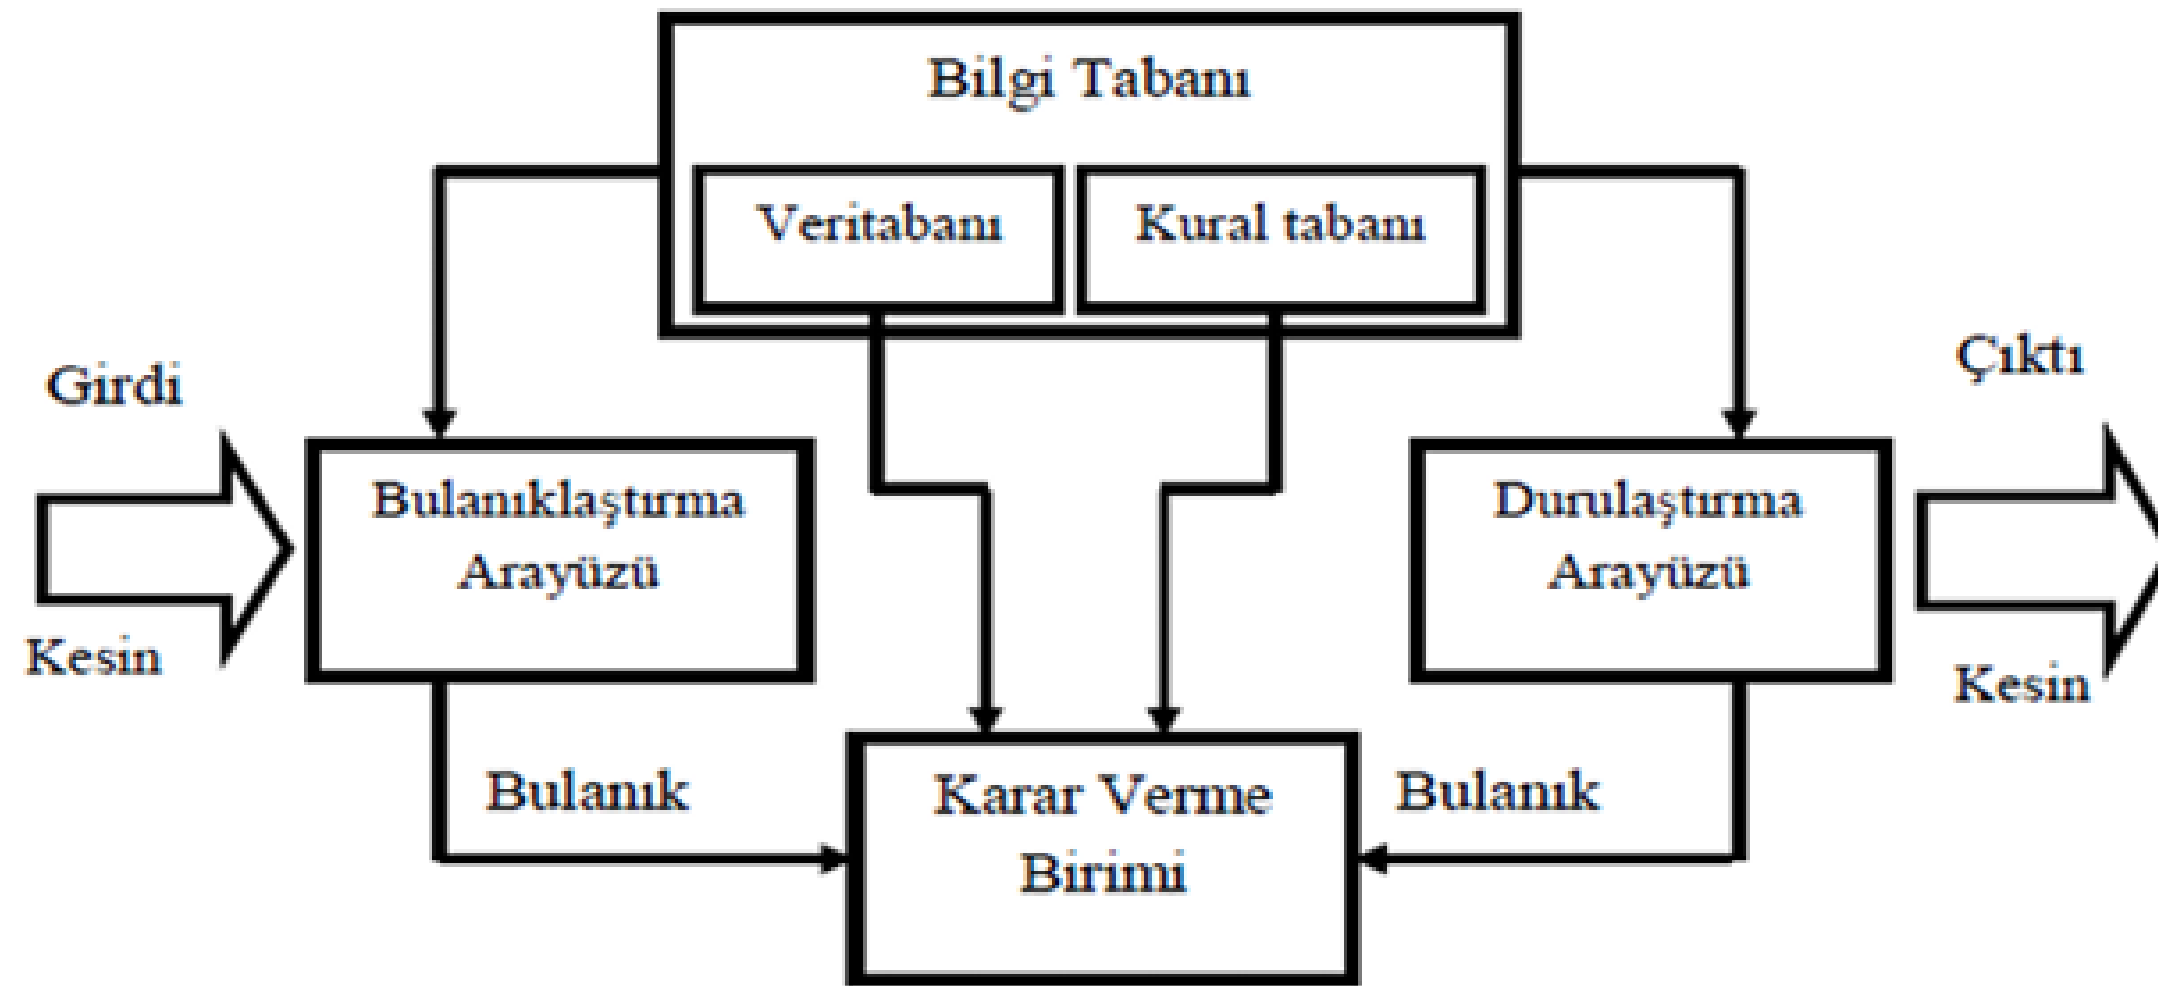 Bilgi Tabanı
Veritabanı
Kural tabanı
Girdi
Kesin
Bulanıklaştırma
Arayüzü
Durulaştırma
Arayüzü
Çıktı
Kesin
Bulanık
Karar Verme
Birimi
Bulanık